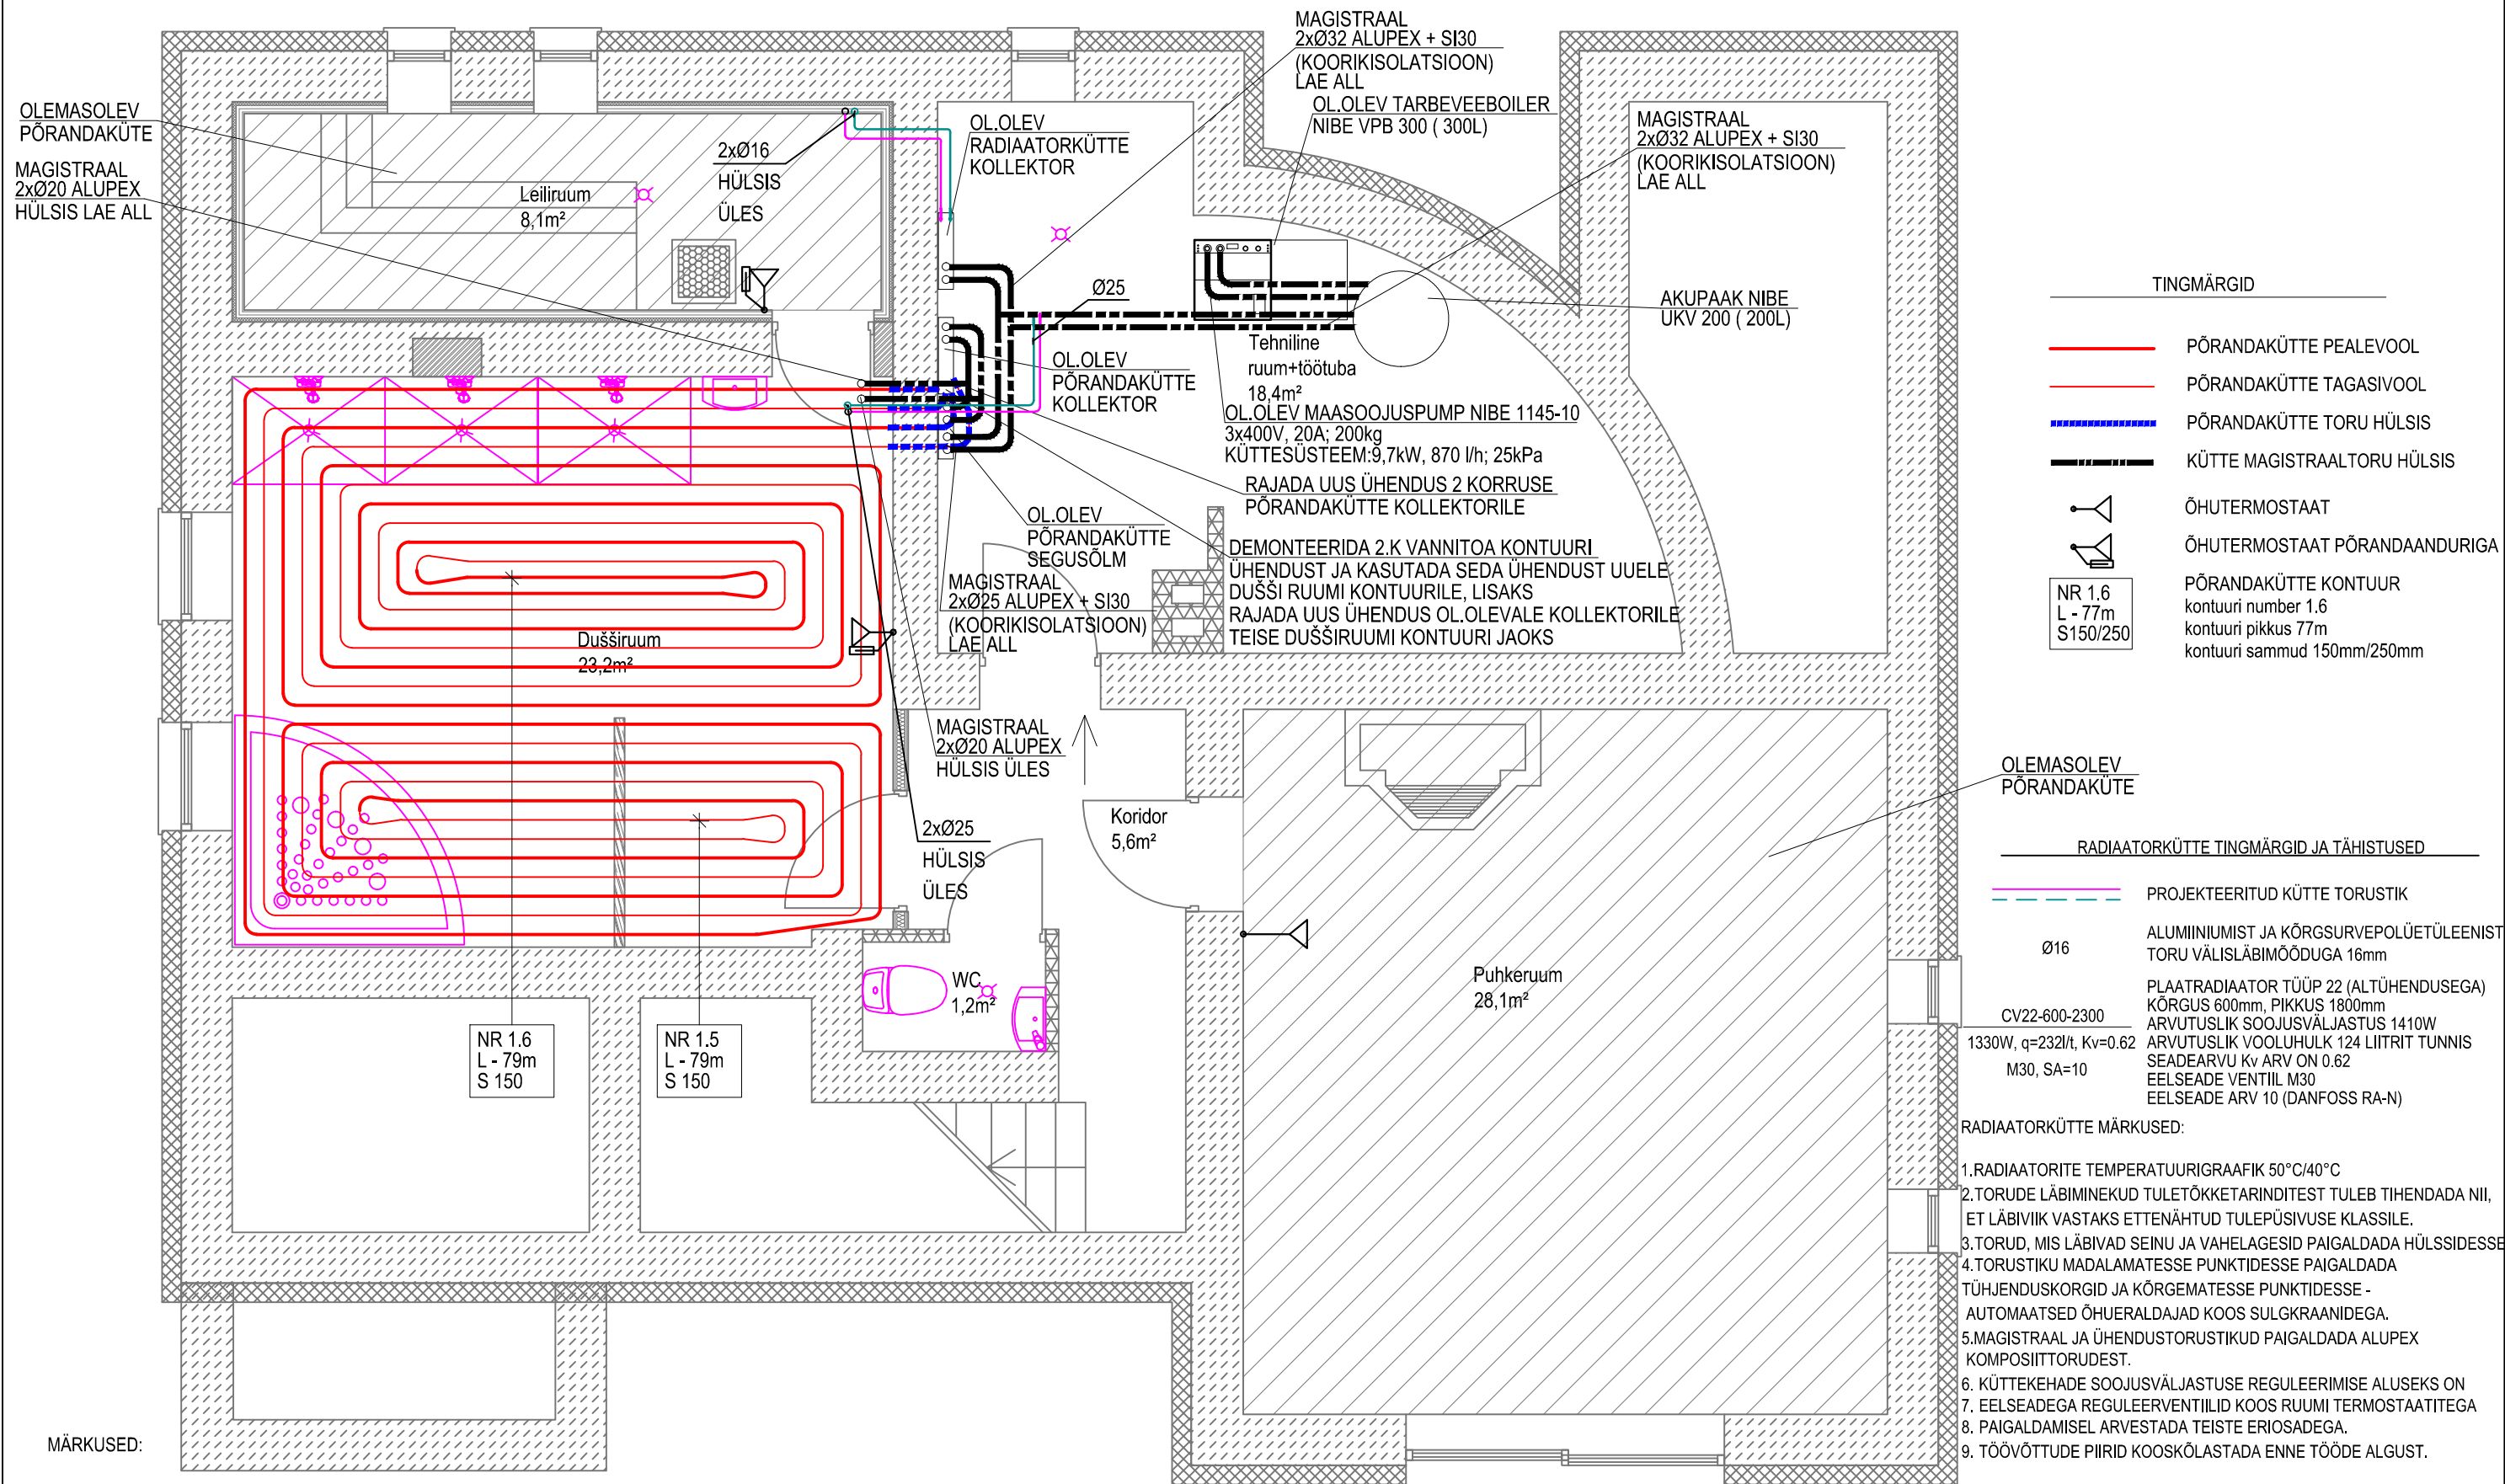 OLEMASOLEV
PÕRANDAKÜTE
MAGISTRAAL
2xØ20 ALUPEX
HÜLSIS LAE ALL
Leiliruum
8,1m²
2xØ16
HÜLSIS
ÜLES
OL.OLEV
RADIAATORKÜTTE
KOLLEKTOR
MAGISTRAAL
2xØ32 ALUPEX + SI30
(KOORIKISOLATSIOON)
LAE ALL
OL.OLEV TARBEVEEBOILER
NIBE VPB 300 ( 300L)
MAGISTRAAL
2xØ32 ALUPEX + SI30
(KOORIKISOLATSIOON)
LAE ALL
Ø25
AKUPAAK NIBE
UKV 200 ( 200L)
OL.OLEV
PÕRANDAKÜTTE
KOLLEKTOR
Tehniline
ruum+töötuba
18,4m²
OL.OLEV MAASOOJUSPUMP NIBE 1145-10
3x400V, 20A; 200kg
KÜTTESÜSTEEM:9,7kW, 870 l/h; 25kPa
RAJADA UUS ÜHENDUS 2 KORRUSE
PÕRANDAKÜTTE KOLLEKTORILE
OL.OLEV
PÕRANDAKÜTTE
SEGUSÕLM
DEMONTEERIDA 2.K VANNITOA KONTUURI
ÜHENDUST JA KASUTADA SEDA ÜHENDUST UUELE
DUŠŠI RUUMI KONTUURILE, LISAKS
RAJADA UUS ÜHENDUS OL.OLEVALE KOLLEKTORILE
TEISE DUŠŠIRUUMI KONTUURI JAOKS
MAGISTRAAL
2xØ25 ALUPEX + SI30
(KOORIKISOLATSIOON)
LAE ALL
Dušširuum
23,2m²
MAGISTRAAL
2xØ20 ALUPEX
HÜLSIS ÜLES
2xØ25
HÜLSIS
ÜLES
Koridor
5,6m²
WC
1,2m²
Puhkeruum
28,1m²
NR 1.6
L - 79m
S 150
NR 1.5
L - 79m
S 150
MÄRKUSED:
TINGMÄRGID
PÕRANDAKÜTTE PEALEVOOL
PÕRANDAKÜTTE TAGASIVOOL
PÕRANDAKÜTTE TORU HÜLSIS
KÜTTE MAGISTRAALTORU HÜLSIS
ÕHUTERMOSTAAT
ÕHUTERMOSTAAT PÕRANDAANDURIGA
NR 1.6
L - 77m
S150/250
PÕRANDAKÜTTE KONTUUR
kontuuri number 1.6
kontuuri pikkus 77m
kontuuri sammud 150mm/250mm
OLEMASOLEV
PÕRANDAKÜTE
RADIAATORKÜTTE TINGMÄRGID JA TÄHISTUSED
PROJEKTEERITUD KÜTTE TORUSTIK
Ø16
ALUMIINIUMIST JA KÕRGSURVEPOLÜETÜLEENIST
TORU VÄLISLÄBIMÕÕDUGA 16mm
CV22-600-2300
1330W, q=232l/t, Kv=0.62
M30, SA=10
PLAATRADIAATOR TÜÜP 22 (ALTÜHENDUSEGA)
KÕRGUS 600mm, PIKKUS 1800mm
ARVUTUSLIK SOOJUSVÄLJASTUS 1410W
ARVUTUSLIK VOOLUHULK 124 LIITRIT TUNNIS
SEADEARVU Kv ARV ON 0.62
EELSEADE VENTIIL M30
EELSEADE ARV 10 (DANFOSS RA-N)
RADIAATORKÜTTE MÄRKUSED:
1.RADIAATORITE TEMPERATUURIGRAAFIK 50°C/40°C
2.TORUDE LÄBIMINEKUD TULETÕKKETARINDITEST TULEB TIHENDADA NII,
ET LÄBIVIIK VASTAKS ETTENÄHTUD TULEPÜSIVUSE KLASSILE.
3.TORUD, MIS LÄBIVAD SEINU JA VAHELAGESID PAIGALDADA HÜLSSIDESSE
4.TORUSTIKU MADALAMATESSE PUNKTIDESSE PAIGALDADA
TÜHJENDUSKORGID JA KÕRGEMATESSE PUNKTIDESSE -
AUTOMAATSED ÕHUERALDAJAD KOOS SULGKRAANIDEGA.
5.MAGISTRAAL JA ÜHENDUSTORUSTIKUD PAIGALDADA ALUPEX
KOMPOSIITTORUDEST.
6. KÜTTEKEHADE SOOJUSVÄLJASTUSE REGULEERIMISE ALUSEKS ON
7. EELSEADEGA REGULEERVENTIILID KOOS RUUMI TERMOSTAATITEGA
8. PAIGALDAMISEL ARVESTADA TEISTE ERIOSADEGA.
9. TÖÖVÕTTUDE PIIRID KOOSKÕLASTADA ENNE TÖÖDE ALGUST.